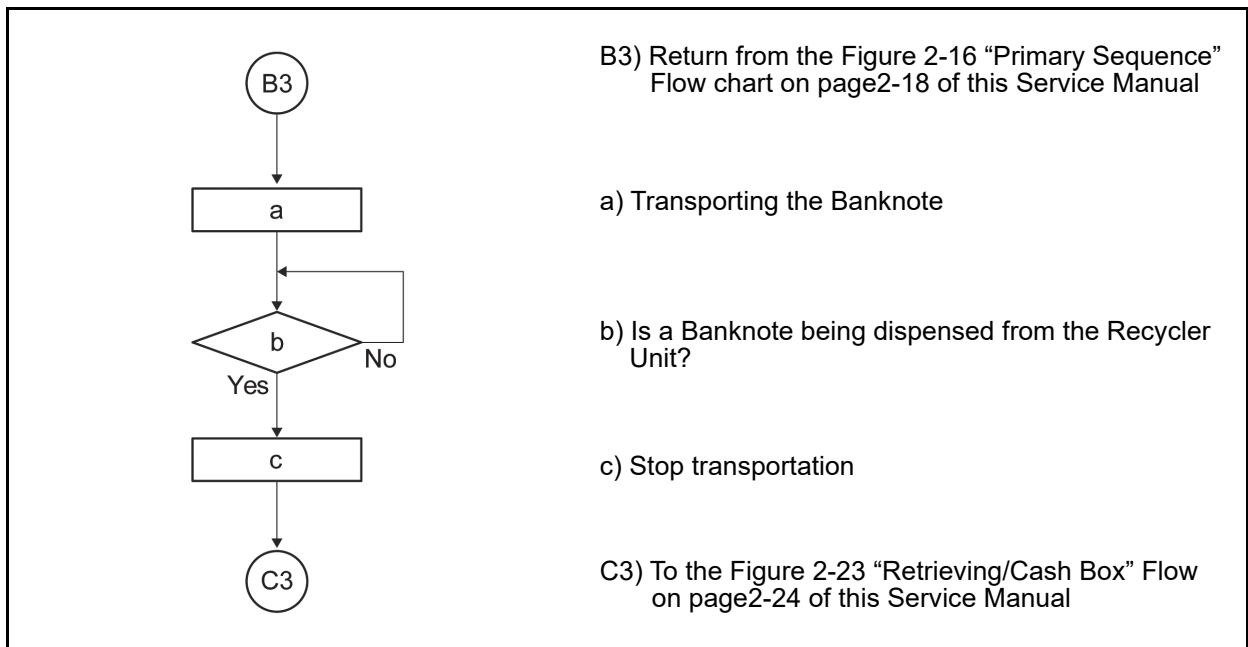 B3
a
b
No
Yes
c
C3
B3) Return from the Figure 2-16 “Primary Sequence”
Flow chart on page2-18 of this Service Manual
a) Transporting the Banknote
b) Is a Banknote being dispensed from the Recycler
Unit?
c) Stop transportation
C3) To the Figure 2-23 “Retrieving/Cash Box” Flow
on page2-24 of this Service Manual